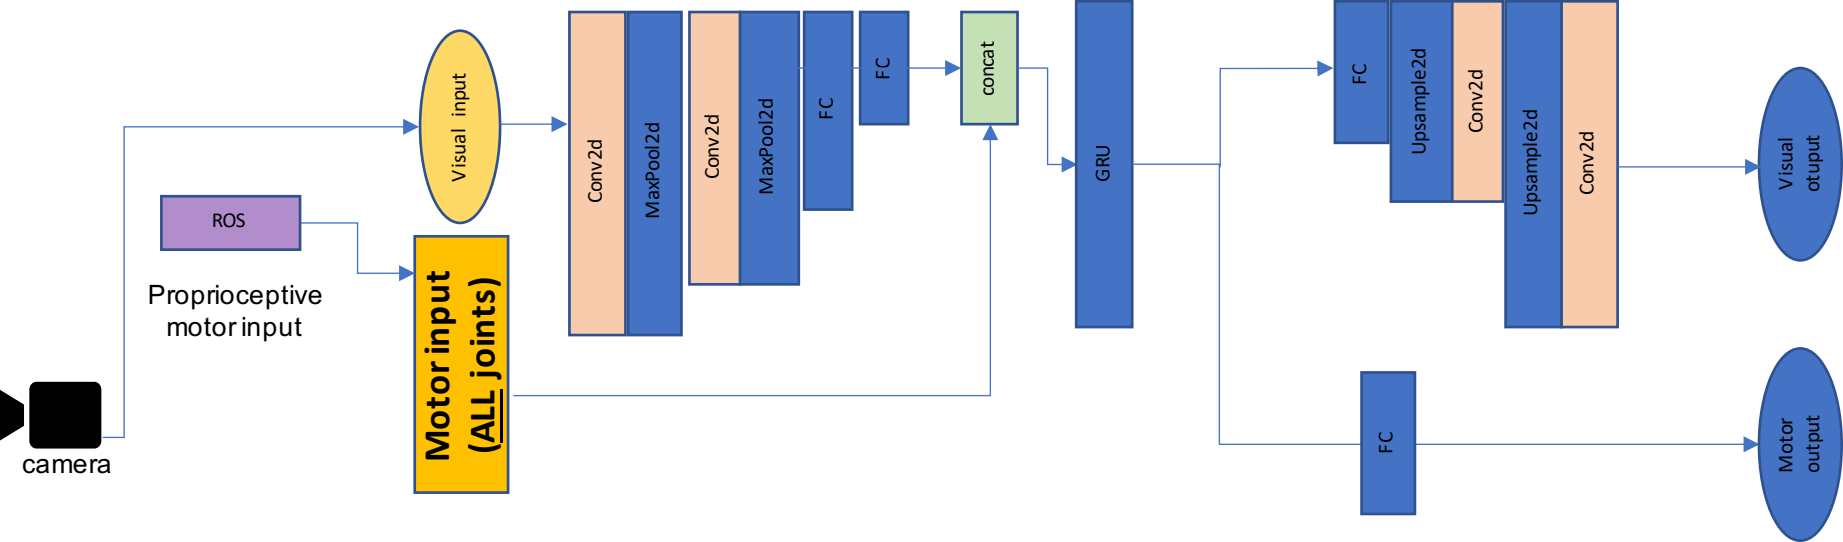 camera
ROS
Proprioceptive
motor input
Visual input
Motor input
(ALL joints)
Conv2d
MaxPool2d
Conv2d
MaxPool2d
FC
FC
concat
GRU
FC
Upsample2d
Conv2d
Upsample2d
Conv2d
Visual
otuput
FC
Motor
output